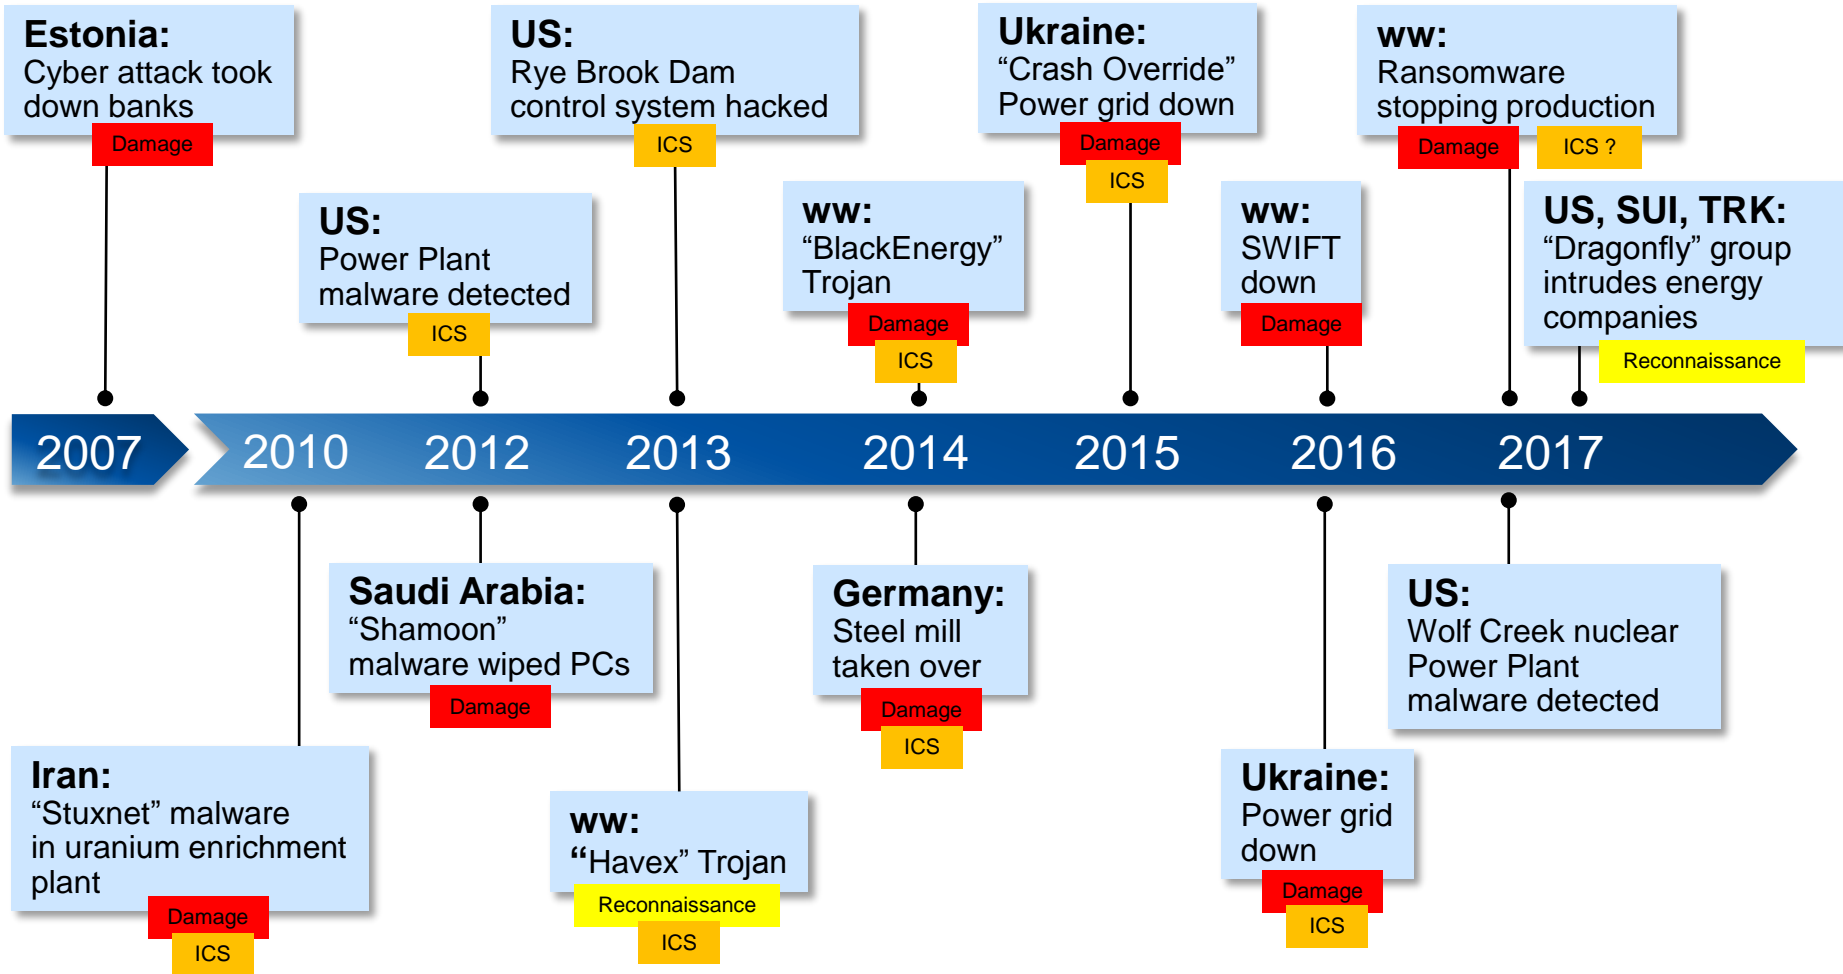 Estonia:
Cyber attack took
down banks
Damage
US:
Rye Brook Dam
control system hacked
ICS
Ukraine:
“Crash Override”
Power grid down
Damage
ICS
ww:
Ransomware
stopping production
Damage
ICS ?
US:
Power Plant
malware detected
ICS
ww:
“BlackEnergy”
Trojan
Damage
ICS
ww:
SWIFT
down
Damage
US, SUI, TRK:
“Dragonfly” group
intrudes energy
companies
Reconnaissance
2007 2010 2012 2013 2014 2015 2016 2017
Saudi Arabia:
“Shamoon”
malware wiped PCs
Damage
Germany:
Steel mill
taken over
Damage
ICS
US:
Wolf Creek nuclear
Power Plant
malware detected
Iran:
“Stuxnet” malware
in uranium enrichment
plant
Damage
ICS
ww:
“Havex” Trojan
Reconnaissance
ICS
Ukraine:
Power grid
down
Damage
ICS